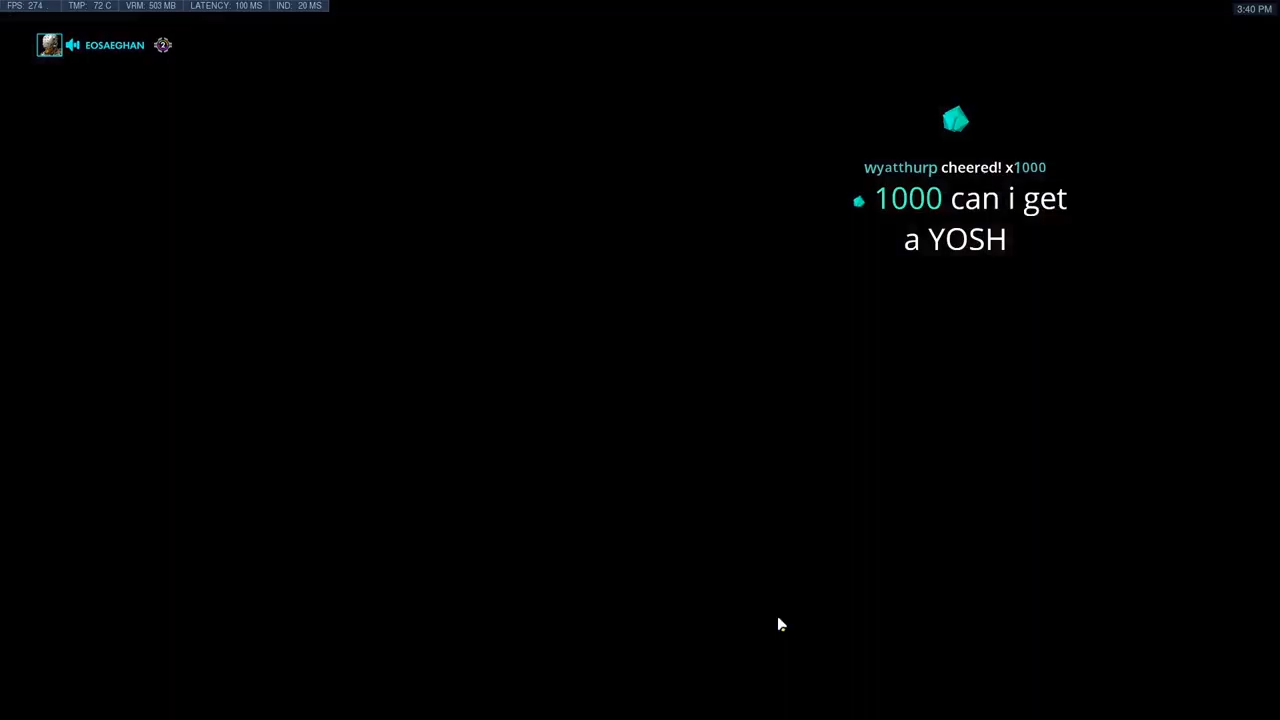 FPS: 274 TMP: 72 C VRM: 503 MB LATENCY: 100 MS IND: 20 MS
3:40 PM
EOSAEGHAN 2
wyatthurp cheered! x1000
1000 can i get
a YOSH